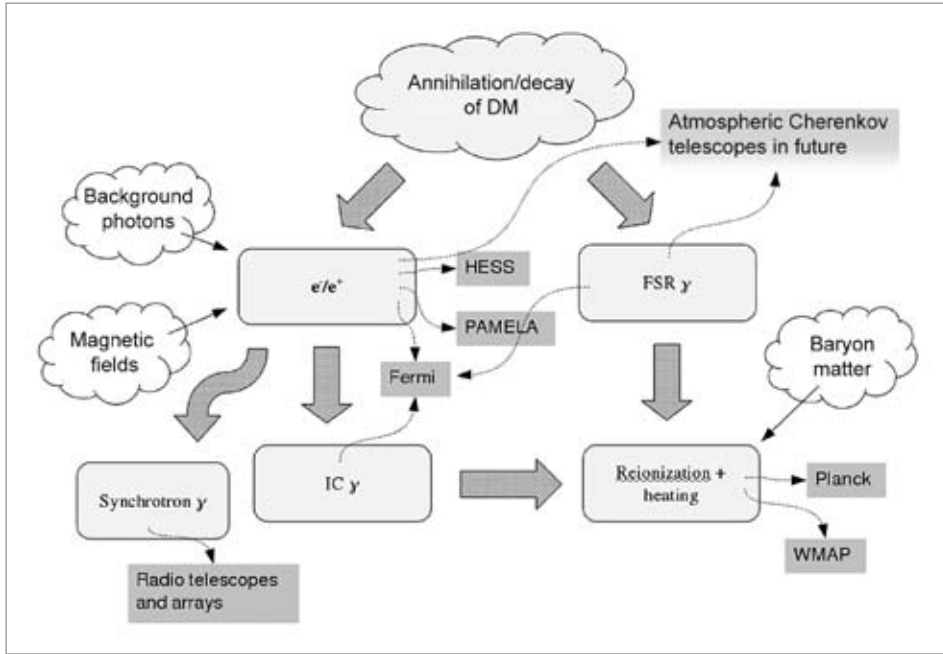 Annihilation/decay
of DM
Atmospheric Cherenkov
telescopes in future
Background
photons
e⁻/e⁺
HESS
FSR γ
PAMELA
Magnetic
fields
Fermi
Baryon
matter
Synchrotron γ
IC γ
Reionization +
heating
Planck
WMAP
Radio telescopes
and arrays